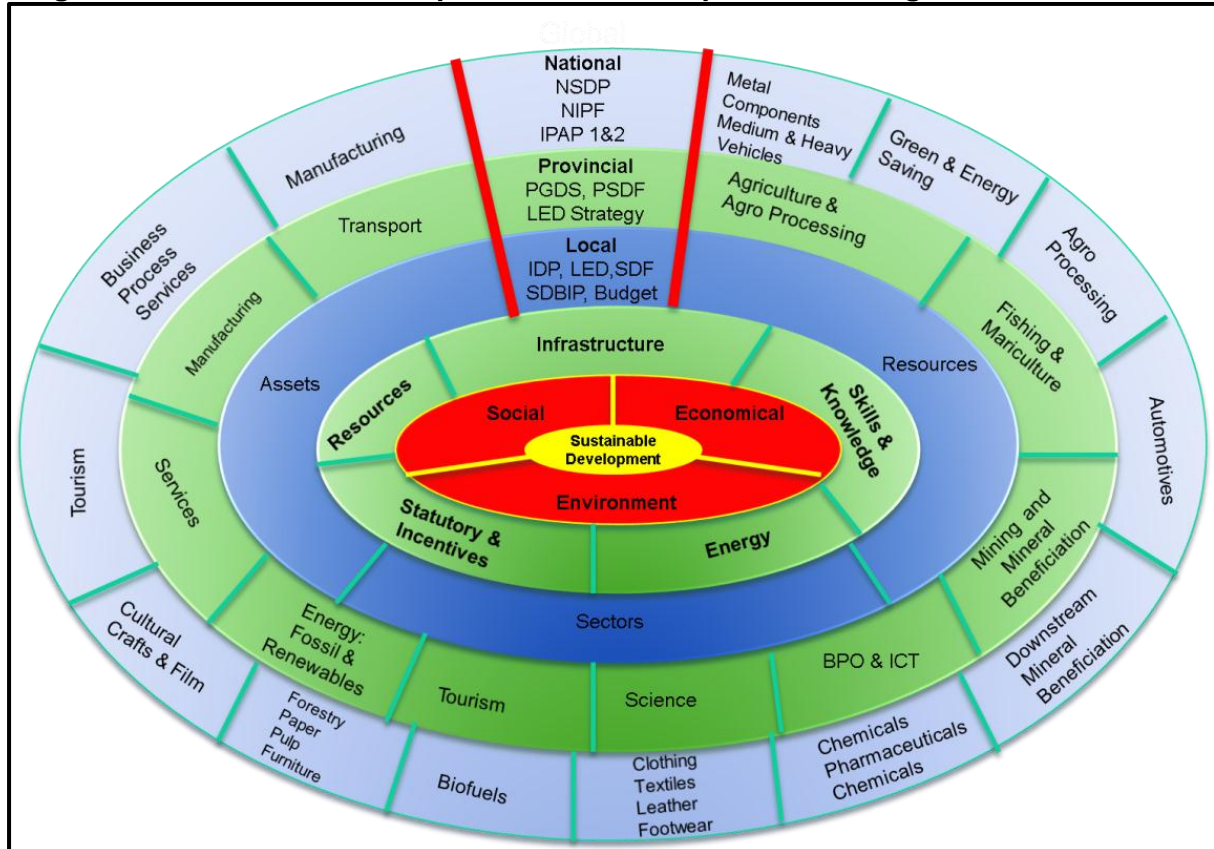 Global
National
NSDP
NIPF
IPAP 1&2
Provincial
PGDS, PSDF
LED Strategy
Local
IDP, LED,SDF
SDBIP, Budget
Metal
Components
Medium & Heavy
Vehicles
Green & Energy
Saving
Agro
Processing
Automotives
Downstream
Mineral
Beneficiation
Chemicals
Pharmaceuticals
Chemicals
Clothing
Textiles
Leather
Footwear
Biofuels
Forestry
Paper
Pulp
Furniture
Cultural
Crafts & Film
Tourism
Business
Process
Services
Manufacturing
Agriculture &
Agro Processing
Fishing &
Mariculture
Mining and
Mineral
Beneficiation
BPO & ICT
Science
Tourism
Energy:
Fossil &
Renewables
Services
Manufacturing
Transport
Resources
Sectors
Assets
Infrastructure
Skills &
Knowledge
Energy
Statutory &
Incentives
Resources
Social
Economical
Environment
Sustainable
Development